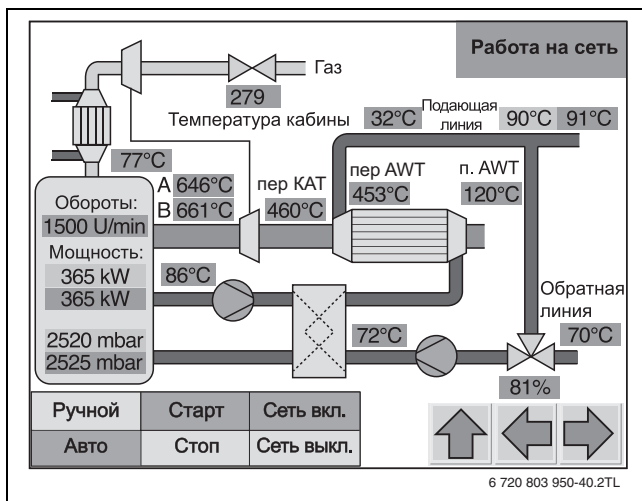 Работа на сеть
Газ
279
Температура кабины
32°C
Подающая
линия
90°C
91°C
77°C
A 646°C
B 661°C
пер КАТ
460°C
пер AWT
453°C
п. AWT
120°C
Обороты:
1500 U/min
Мощность:
365 kW
365 kW
2520 mbar
2525 mbar
86°C
72°C
Обратная
линия
70°C
81%
Ручной
Старт
Сеть вкл.
Авто
Стоп
Сеть выкл.
6 720 803 950-40.2TL